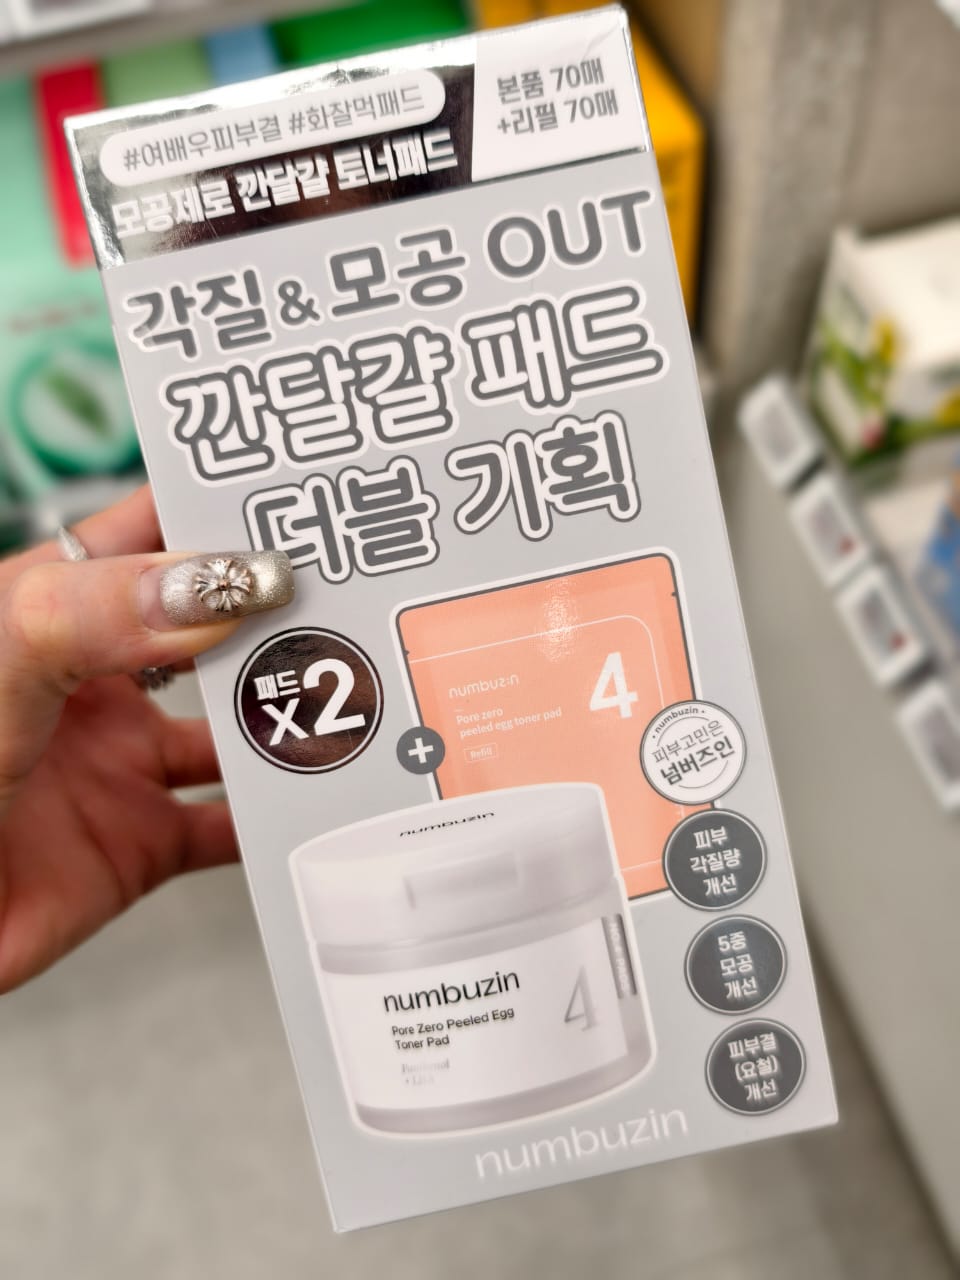 #여배우피부결 #화잘먹패드
모공제로 깐달걀 토너패드
본품 70매
+리필 70매
각질&모공 OUT
깐달걀 패드
더블 기획
패드
x2
+
numbuzin
4
Pore zero
peeled egg toner pad
Refill
numbuzin
피부고민은
넘버즈인
피부
각질량
개선
5중
모공
개선
피부결
(요철)
개선
numbuzin
numbuzin
Pore Zero Peeled Egg
Toner Pad
4
Panthenol
numbuzin